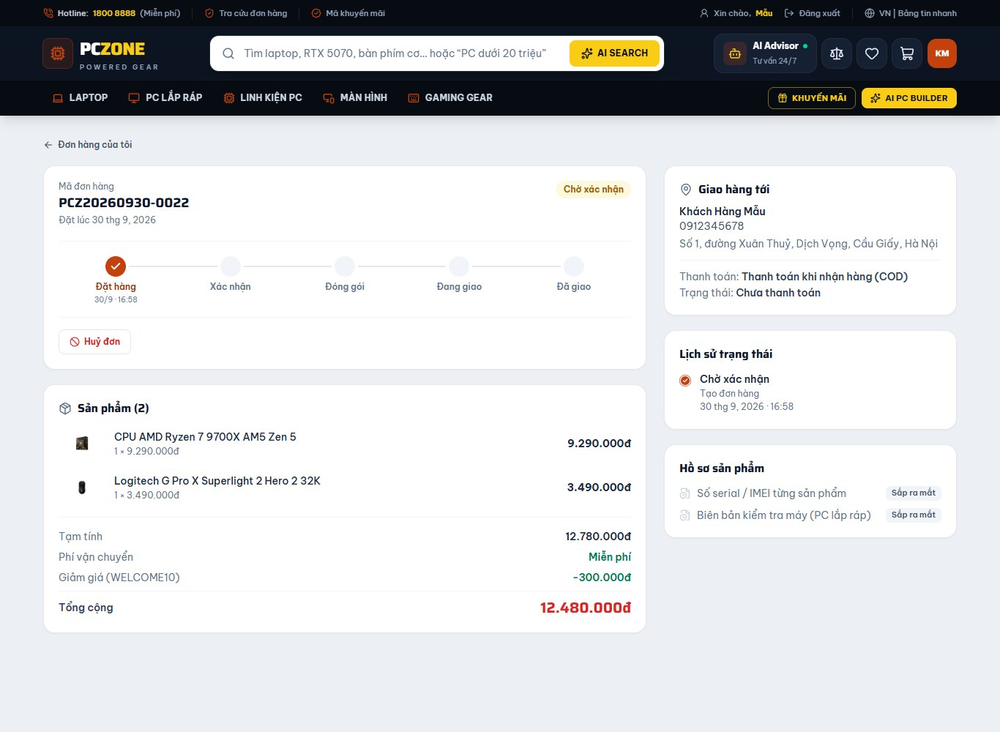 Hotline: 1800 8888 (Miễn phí)
Tra cứu đơn hàng
Mã khuyến mãi
Xin chào, Mẫu
Đăng xuất
VN | Bảng tin nhanh
PCZONE
POWERED GEAR
Tìm laptop, RTX 5070, bàn phím cơ... hoặc “PC dưới 20 triệu”
AI SEARCH
AI Advisor
Tư vấn 24/7
KM
LAPTOP
PC LẮP RÁP
LINH KIỆN PC
MÀN HÌNH
GAMING GEAR
KHUYẾN MÃI
AI PC BUILDER
Đơn hàng của tôi
Mã đơn hàng
PCZ20260930-0022
Đặt lúc 30 thg 9, 2026
Chờ xác nhận
Đặt hàng
30/9 · 16:58
Xác nhận
Đóng gói
Đang giao
Đã giao
Huỷ đơn
Sản phẩm (2)
CPU AMD Ryzen 7 9700X AM5 Zen 5
1 × 9.290.000đ
9.290.000đ
Logitech G Pro X Superlight 2 Hero 2 32K
1 × 3.490.000đ
3.490.000đ
Tạm tính
12.780.000đ
Phí vận chuyển
Miễn phí
Giảm giá (WELCOME10)
-300.000đ
Tổng cộng
12.480.000đ
Giao hàng tới
Khách Hàng Mẫu
0912345678
Số 1, đường Xuân Thuỷ, Dịch Vọng, Cầu Giấy, Hà Nội
Thanh toán: Thanh toán khi nhận hàng (COD)
Trạng thái: Chưa thanh toán
Lịch sử trạng thái
Chờ xác nhận
Tạo đơn hàng
30 thg 9, 2026 · 16:58
Hồ sơ sản phẩm
Số serial / IMEI từng sản phẩm
Sắp ra mắt
Biên bản kiểm tra máy (PC lắp ráp)
Sắp ra mắt